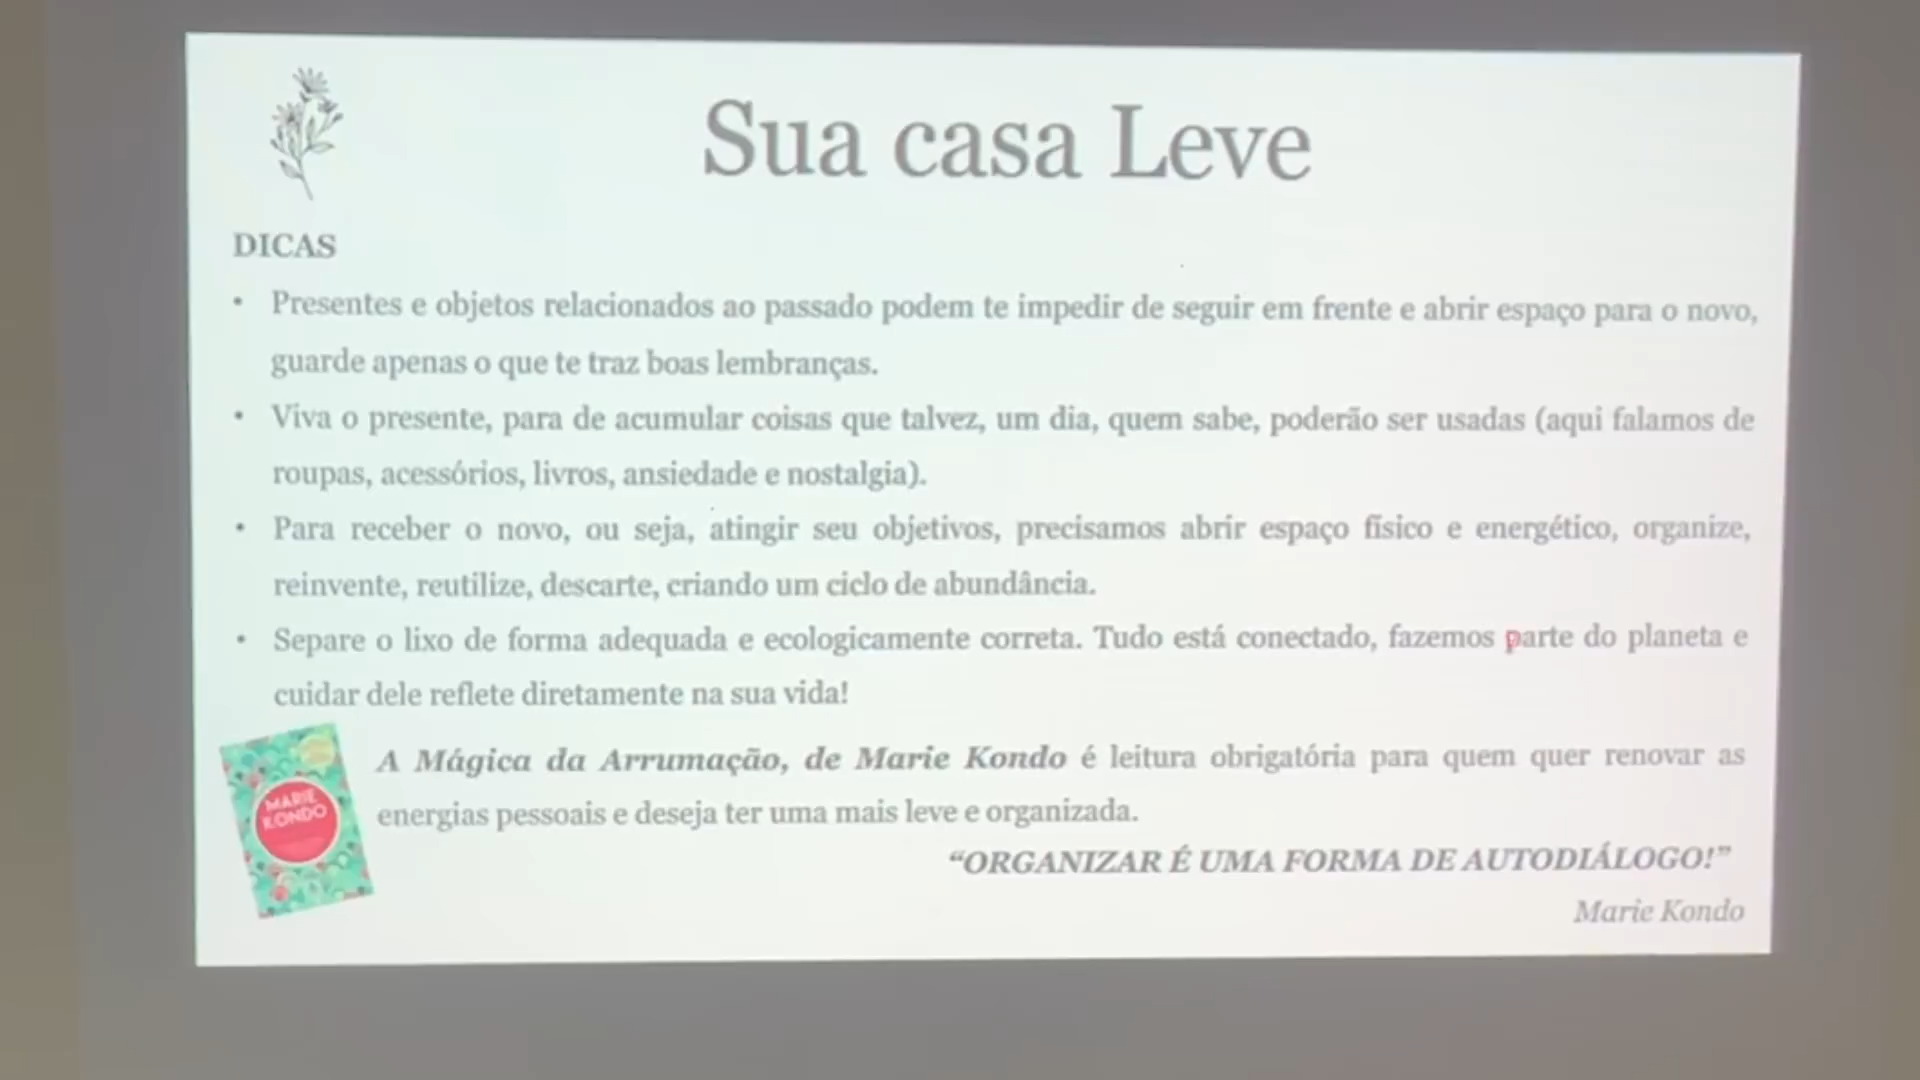 Sua casa Leve
DICAS
• Presentes e objetos relacionados ao passado podem te impedir de seguir em frente e abrir espaço para o novo,
guarde apenas o que te traz boas lembranças.
• Viva o presente, para de acumular coisas que talvez, um dia, quem sabe, poderão ser usadas (aqui falamos de
roupas, acessórios, livros, ansiedade e nostalgia).
• Para receber o novo, ou seja, atingir seu objetivos, precisamos abrir espaço físico e energético, organize,
reinvente, reutilize, descarte, criando um ciclo de abundância.
• Separe o lixo de forma adequada e ecologicamente correta. Tudo está conectado, fazemos parte do planeta e
cuidar dele reflete diretamente na sua vida!
MARIE
KONDO
A Mágica da Arrumação, de Marie Kondo é leitura obrigatória para quem quer renovar as
energias pessoais e deseja ter uma mais leve e organizada.
“ORGANIZAR É UMA FORMA DE AUTODIÁLOGO!”
Marie Kondo